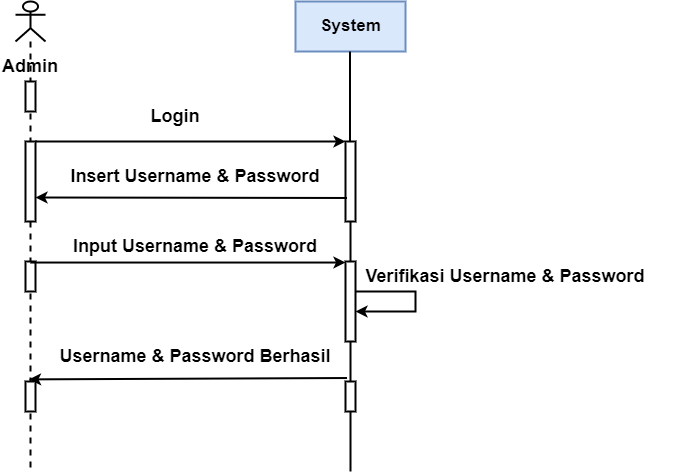 System
Admin
Login
Insert Username & Password
Input Username & Password
Verifikasi Username & Password
Username & Password Berhasil